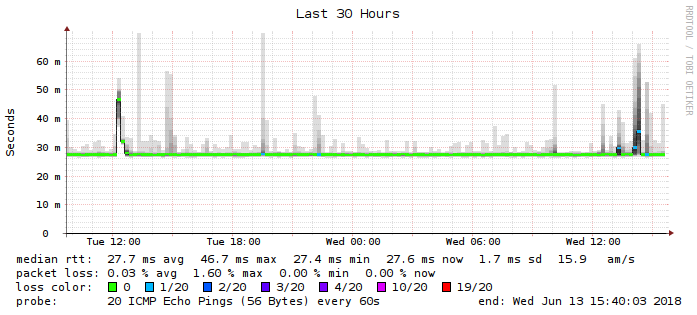 Last 30 Hours
RRDTOOL / TOBI OETIKER
Seconds
60 m
50 m
40 m
30 m
20 m
10 m
0
Tue 12:00 Tue 18:00 Wed 00:00 Wed 06:00 Wed 12:00
median rtt: 27.7 ms avg 46.7 ms max 27.4 ms min 27.6 ms now 1.7 ms sd 15.9 am/s
packet loss: 0.03 % avg 1.60 % max 0.00 % min 0.00 % now
loss color: 0 1/20 2/20 3/20 4/20 10/20 19/20
probe: 20 ICMP Echo Pings (56 Bytes) every 60s end: Wed Jun 13 15:40:03 2018